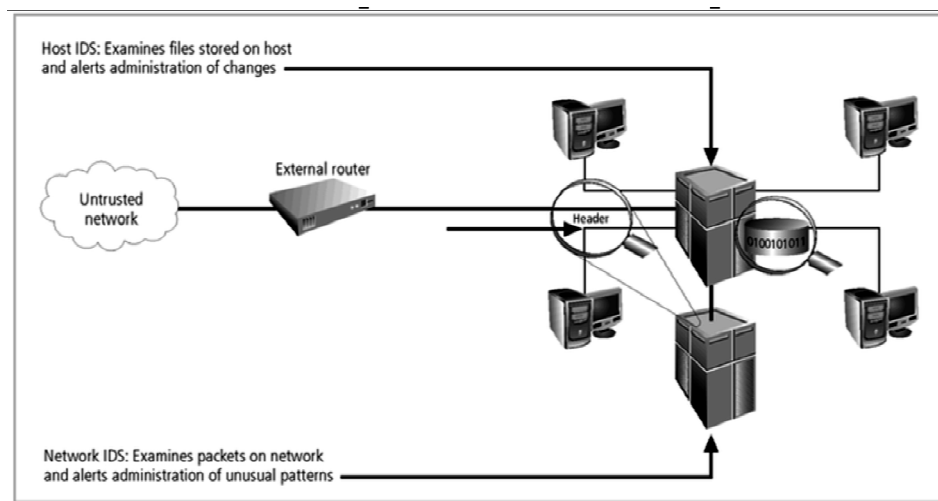 Host IDS: Examines files stored on host
and alerts administration of changes
External router
Untrusted
network
Header
0100101011
Network IDS: Examines packets on network
and alerts administration of unusual patterns